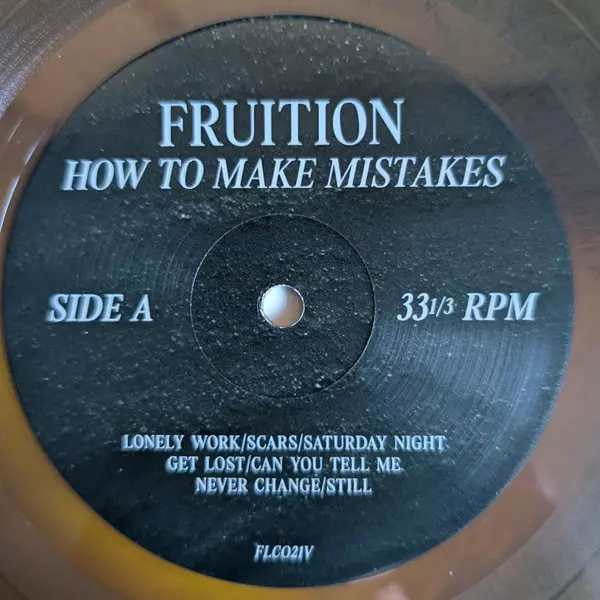 FRUITION
HOW TO MAKE MISTAKES
SIDE A
33 1/3 RPM
LONELY WORK/SCARS/SATURDAY NIGHT
GET LOST/CAN YOU TELL ME
NEVER CHANGE/STILL
FLCO21V